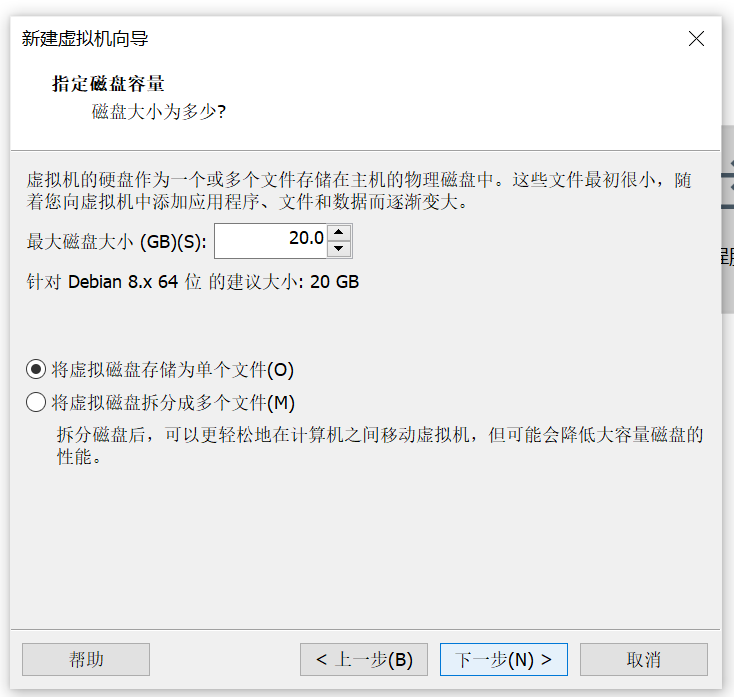 新建虚拟机向导
指定磁盘容量
磁盘大小为多少?
虚拟机的硬盘作为一个或多个文件存储在主机的物理磁盘中。这些文件最初很小，随
着您向虚拟机中添加应用程序、文件和数据而逐渐变大。
最大磁盘大小 (GB)(S): 20.0
针对 Debian 8.x 64 位 的建议大小: 20 GB
将虚拟磁盘存储为单个文件(O)
将虚拟磁盘拆分成多个文件(M)
拆分磁盘后，可以更轻松地在计算机之间移动虚拟机，但可能会降低大容量磁盘的
性能。
帮助 < 上一步(B) 下一步(N) > 取消